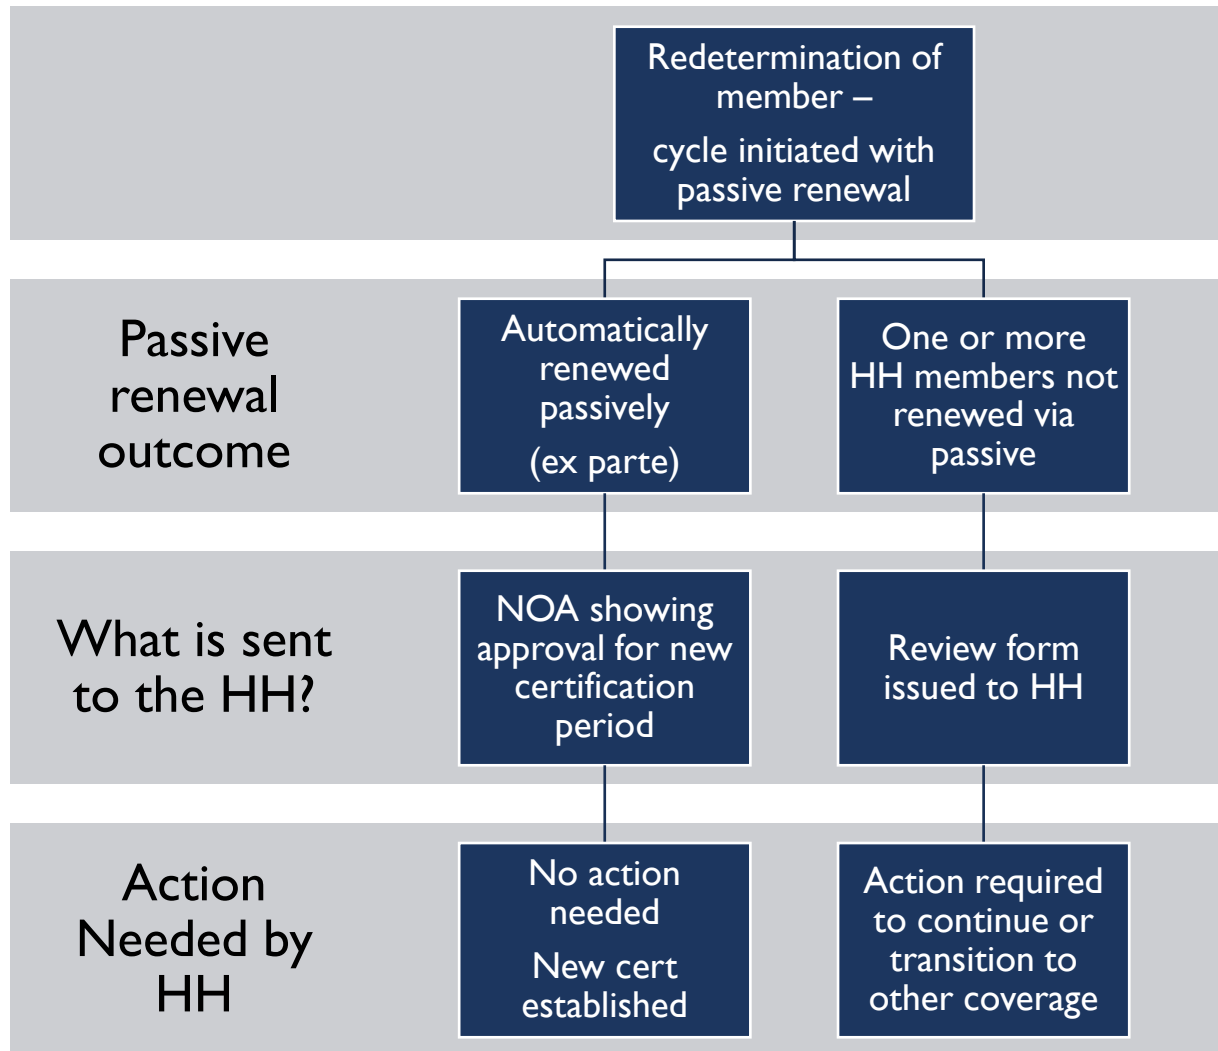 Redetermination of
member –
cycle initiated with
passive renewal
Passive
renewal
outcome
Automatically
renewed
passively
(ex parte)
One or more
HH members not
renewed via
passive
What is sent
to the HH?
NOA showing
approval for new
certification
period
Review form
issued to HH
Action
Needed by
HH
No action
needed
New cert
established
Action required
to continue or
transition to
other coverage